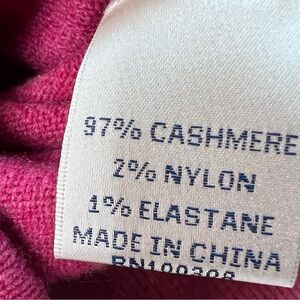 97% CASHMERE
2% NYLON
1% ELASTANE
MADE IN CHINA